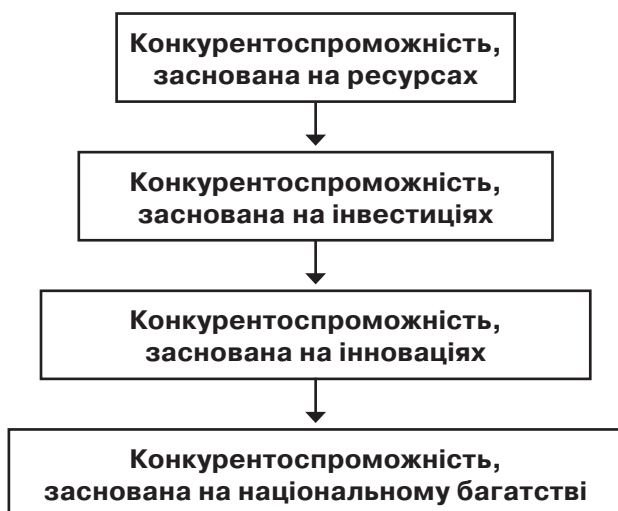 Конкурентоспроможність,
заснована на ресурсах
Конкурентоспроможність,
заснована на інвестиціях
Конкурентоспроможність,
заснована на інноваціях
Конкурентоспроможність,
заснована на національному багатстві